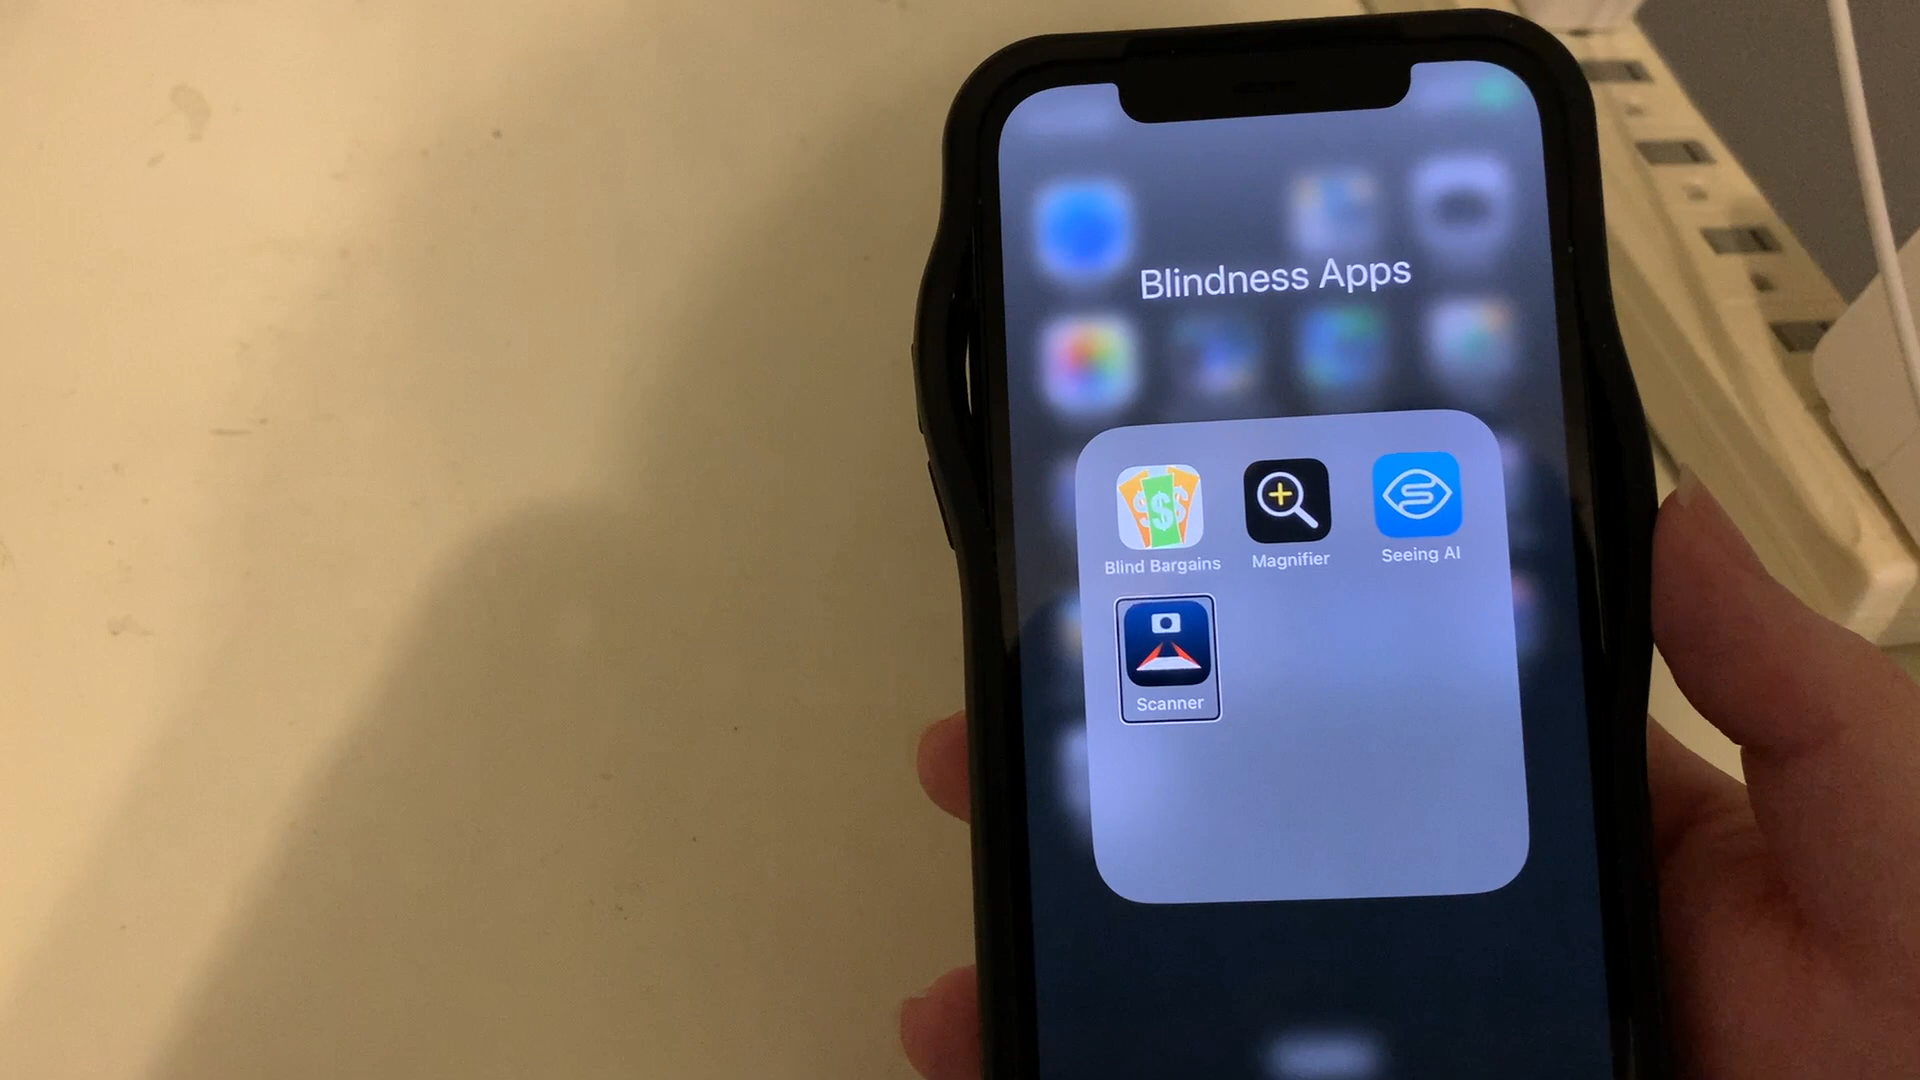 Blindness Apps
Blind Bargains
Magnifier
Seeing AI
Scanner